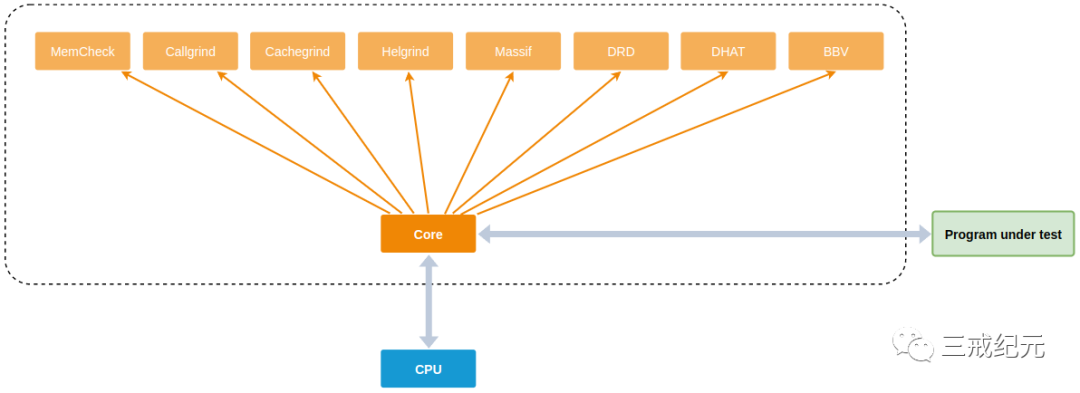 MemCheck
Callgrind
Cachegrind
Helgrind
Massif
DRD
DHAT
BBV
Core
Program under test
CPU
三戒纪元